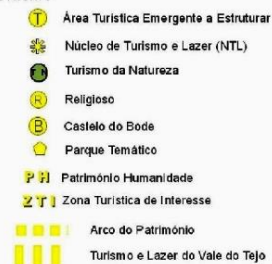 T Área Turística Emergente a Estruturar
Núcleo de Turismo e Lazer (NTL)
TN Turismo da Natureza
R Religioso
B Castelo do Bode
Parque Temático
P H Património Humanidade
Z T I Zona Turística de Interesse
Arco do Património
Turismo e Lazer do Vale do Tejo